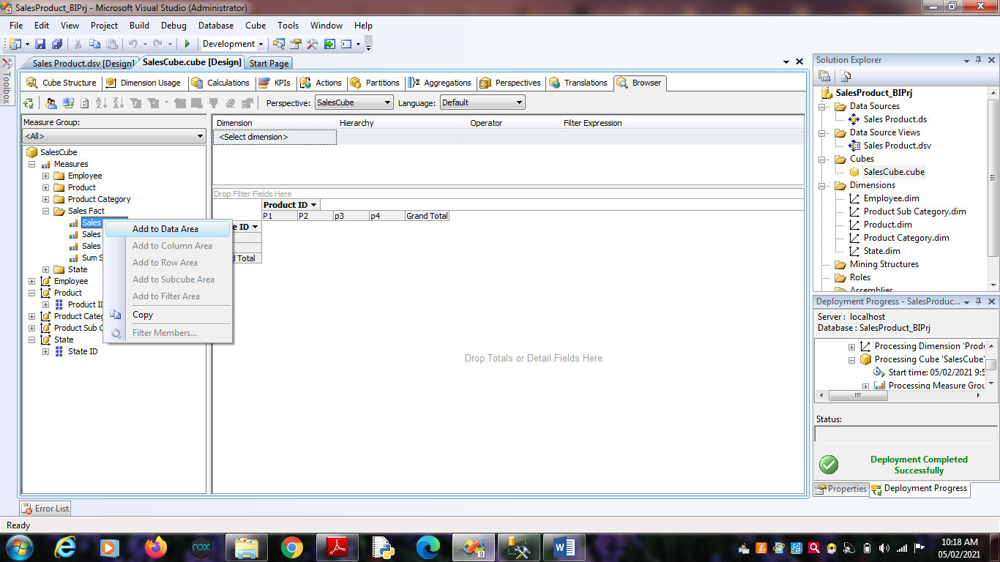 SalesProduct_BIPrj - Microsoft Visual Studio (Administrator)
File Edit View Project Build Debug Database Cube Tools Window Help
Development
Sales Product.dsv [Design] SalesCube.cube [Design] Start Page
Toolbox
Cube Structure Dimension Usage Calculations KPIs Actions Partitions Aggregations Perspectives Translations Browser
Perspective: SalesCube Language: Default
Measure Group:
<All>
SalesCube
Measures
Employee
Product
Product Category
Sales Fact
Sales
Sales
Sales
Sum S
State
Employee
Product
Product ID
Product Categ
Product Sub C
State
State ID
Add to Data Area
Add to Column Area
Add to Row Area
Add to Subcube Area
Add to Filter Area
Copy
Filter Members...
Dimension Hierarchy Operator Filter Expression
<Select dimension>
Drop Filter Fields Here
Product ID
P1 P2 p3 p4 Grand Total
e ID
d Total
Drop Totals or Detail Fields Here
Solution Explorer
SalesProduct_BIPrj
Data Sources
Sales Product.ds
Data Source Views
Sales Product.dsv
Cubes
SalesCube.cube
Dimensions
Employee.dim
Product Sub Category.dim
Product.dim
Product Category.dim
State.dim
Mining Structures
Roles
Assemblies
Deployment Progress - SalesProduc...
Server : localhost
Database : SalesProduct_BIPrj
Processing Dimension 'Produ
Processing Cube 'SalesCube'
Start time: 05/02/2021 9:5
Processing Measure Grou
Status:
Deployment Completed
Successfully
Properties Deployment Progress
Error List
Ready
nox
9
W
10:18 AM
05/02/2021